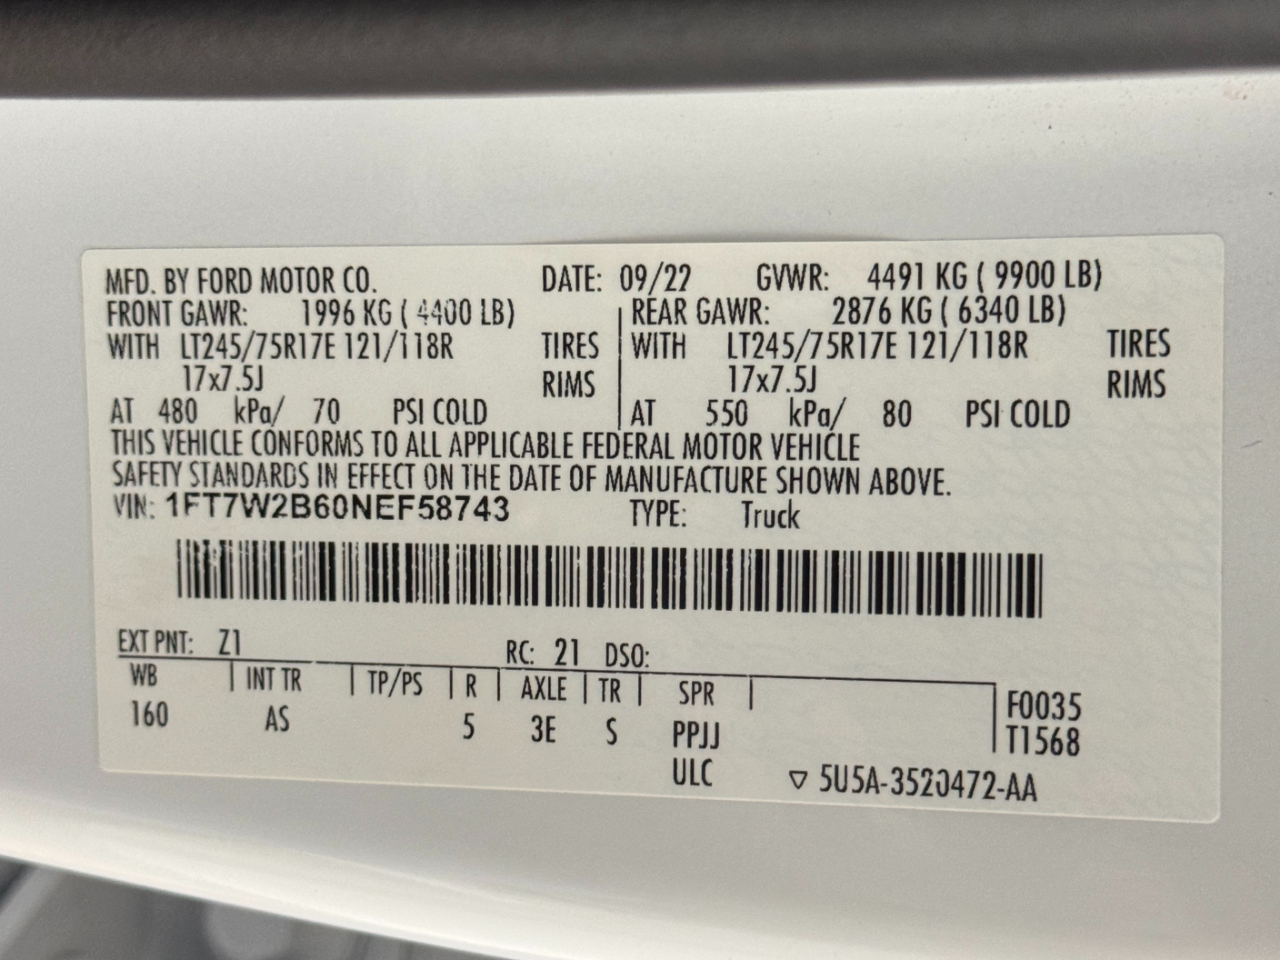 MFD. BY FORD MOTOR CO. DATE: 09/22 GVWR: 4491 KG ( 9900 LB)
FRONT GAWR: 1996 KG ( 4400 LB) REAR GAWR: 2876 KG ( 6340 LB)
WITH LT245/75R17E 121/118R TIRES WITH LT245/75R17E 121/118R TIRES
17x7.5J RIMS 17x7.5J RIMS
AT 480 kPa/ 70 PSI COLD AT 550 kPa/ 80 PSI COLD
THIS VEHICLE CONFORMS TO ALL APPLICABLE FEDERAL MOTOR VEHICLE
SAFETY STANDARDS IN EFFECT ON THE DATE OF MANUFACTURE SHOWN ABOVE.
VIN: 1FT7W2B60NEF58743 TYPE: Truck
EXT PNT: Z1 RC: 21 DSO:
WB INT TR TP/PS R AXLE TR SPR F0035
160 AS 5 3E S PPJJ T1568
ULC ▽ 5U5A-3520472-AA